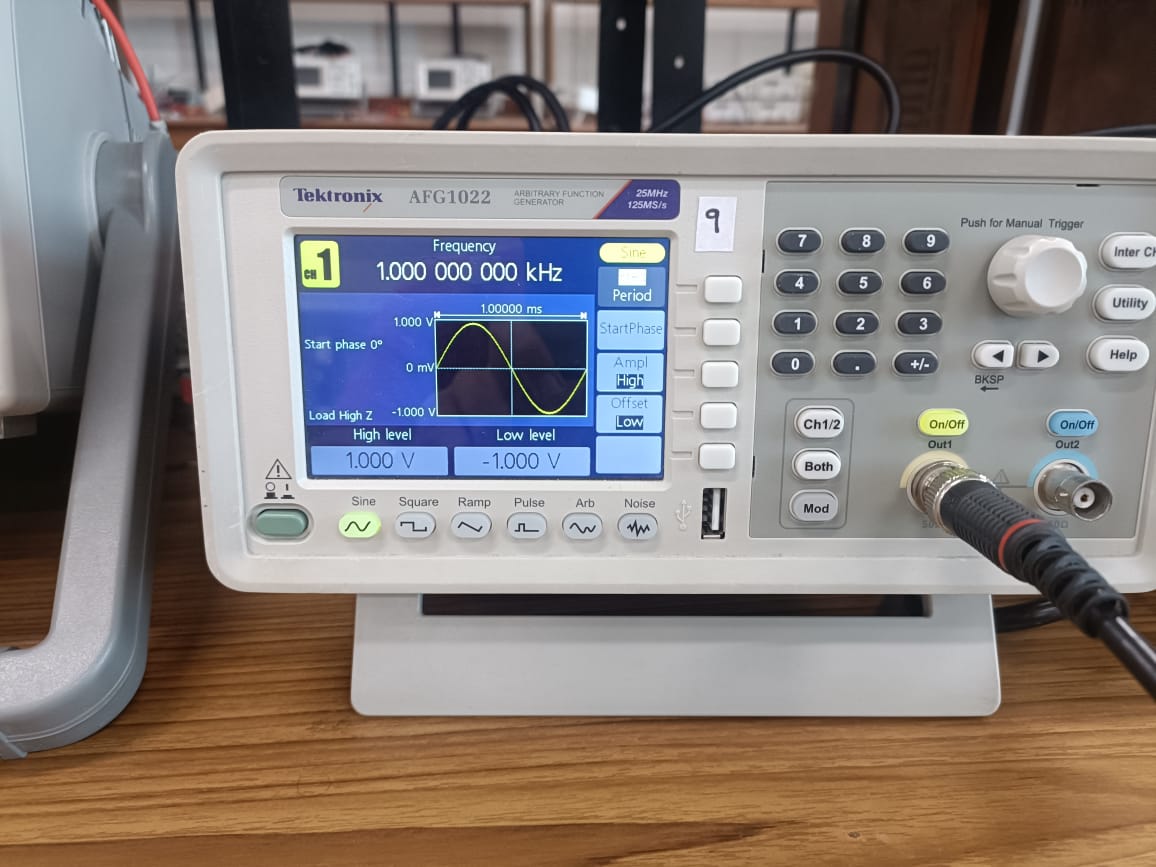 Tektronix AFG1022 ARBITRARY FUNCTION GENERATOR
25MHz
125MS/s
9
CH1
Frequency
1.000 000 000 kHz
Sine
Period
StartPhase
Ampl
High
Offset
Low
1.00000 ms
1.000 V
Start phase 0°
0 mV
Load High Z
-1.000 V
High level
Low level
1.000 V
-1.000 V
Sine
Square
Ramp
Pulse
Arb
Noise
7
8
9
4
5
6
1
2
3
0
.
+/-
Push for Manual Trigger
Utility
Help
BKSP
Ch1/2
Both
Mod
On/Off
Out1
On/Off
Out2